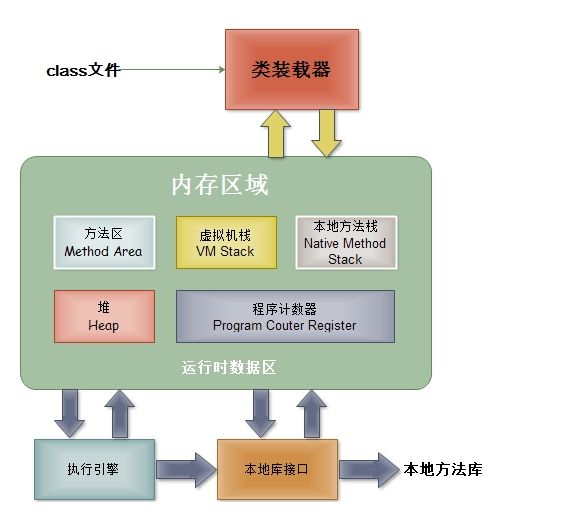 类装载器
class文件
内存区域
方法区
Method Area
虚拟机栈
VM Stack
本地方法栈
Native Method
Stack
堆
Heap
程序计数器
Program Couter Register
运行时数据区
执行引擎
本地库接口
本地方法库